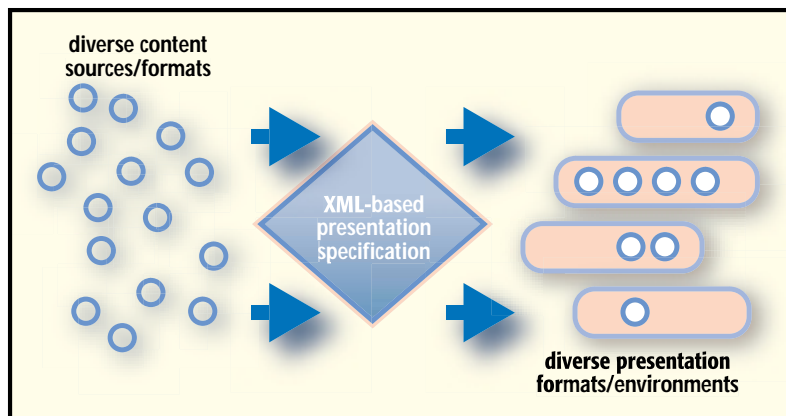 diverse content
sources/formats
XML-based
presentation
specification
diverse presentation
formats/environments